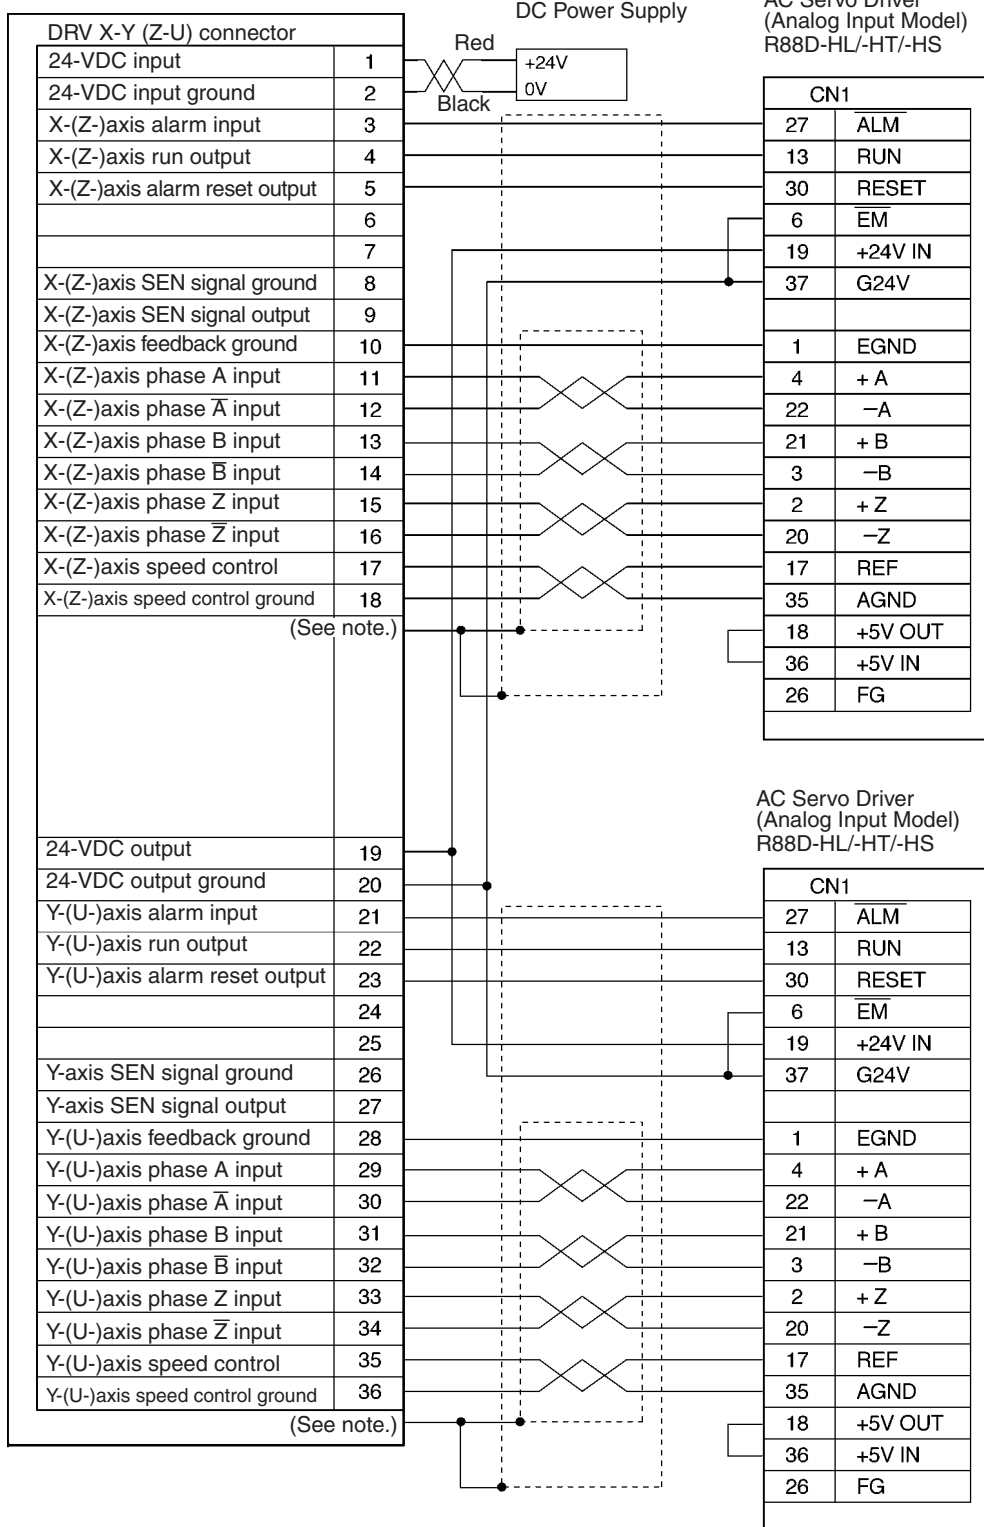 DC Power Supply
AC Servo Driver
(Analog Input Model)
R88D-HL/-HT/-HS
DRV X-Y (Z-U) connector
24-VDC input 1
24-VDC input ground 2
X-(Z-)axis alarm input 3
X-(Z-)axis run output 4
X-(Z-)axis alarm reset output 5
6
7
X-(Z-)axis SEN signal ground 8
X-(Z-)axis SEN signal output 9
X-(Z-)axis feedback ground 10
X-(Z-)axis phase A input 11
X-(Z-)axis phase A̅ input 12
X-(Z-)axis phase B input 13
X-(Z-)axis phase B̅ input 14
X-(Z-)axis phase Z input 15
X-(Z-)axis phase Z̅ input 16
X-(Z-)axis speed control 17
X-(Z-)axis speed control ground 18
(See note.)
24-VDC output 19
24-VDC output ground 20
Y-(U-)axis alarm input 21
Y-(U-)axis run output 22
Y-(U-)axis alarm reset output 23
24
25
Y-axis SEN signal ground 26
Y-axis SEN signal output 27
Y-(U-)axis feedback ground 28
Y-(U-)axis phase A input 29
Y-(U-)axis phase A̅ input 30
Y-(U-)axis phase B input 31
Y-(U-)axis phase B̅ input 32
Y-(U-)axis phase Z input 33
Y-(U-)axis phase Z̅ input 34
Y-(U-)axis speed control 35
Y-(U-)axis speed control ground 36
(See note.)
Red
Black
+24V
0V
CN1
27 A̅L̅M̅
13 RUN
30 RESET
6 E̅M̅
19 +24V IN
37 G24V
1 EGND
4 +A
22 −A
21 +B
3 −B
2 +Z
20 −Z
17 REF
35 AGND
18 +5V OUT
36 +5V IN
26 FG
AC Servo Driver
(Analog Input Model)
R88D-HL/-HT/-HS
CN1
27 A̅L̅M̅
13 RUN
30 RESET
6 E̅M̅
19 +24V IN
37 G24V
1 EGND
4 +A
22 −A
21 +B
3 −B
2 +Z
20 −Z
17 REF
35 AGND
18 +5V OUT
36 +5V IN
26 FG